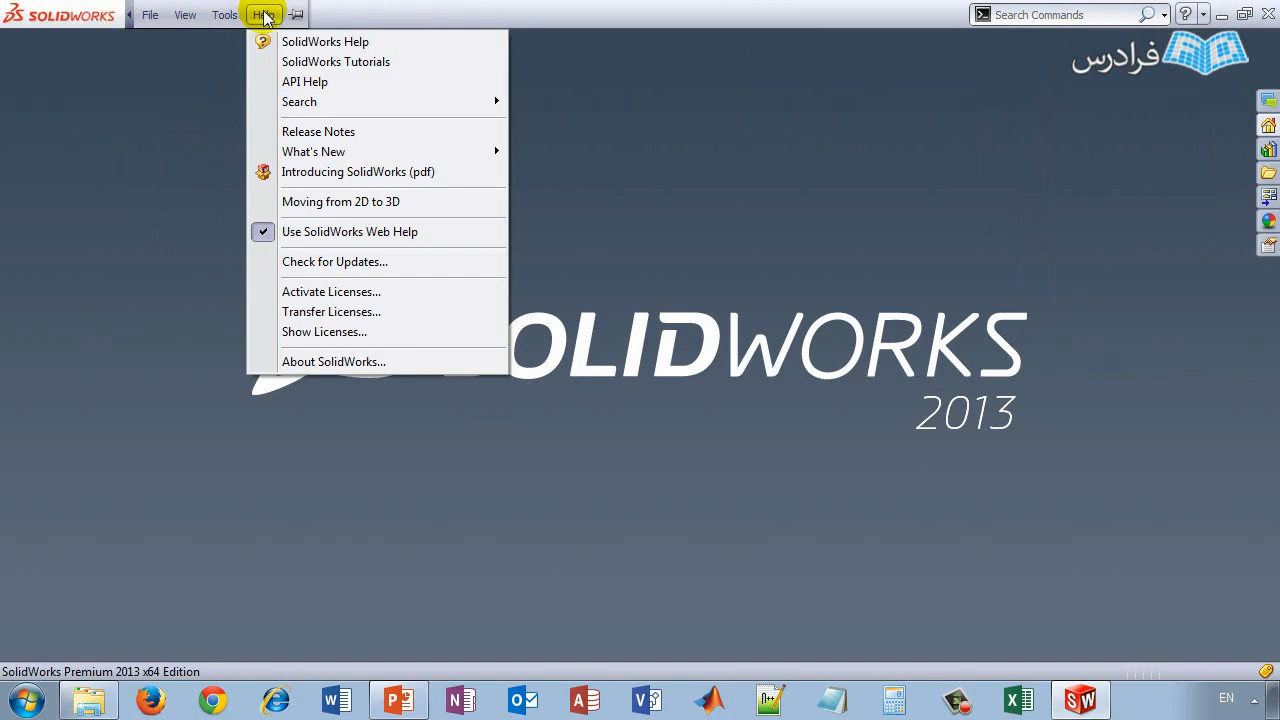 SOLIDWORKS
File View Tools Help
Search Commands
فرادرس
SolidWorks Help
SolidWorks Tutorials
API Help
Search
Release Notes
What's New
Introducing SolidWorks (pdf)
Moving from 2D to 3D
Use SolidWorks Web Help
Check for Updates...
Activate Licenses...
Transfer Licenses...
Show Licenses...
About SolidWorks...
OLIDWORKS
2013
SolidWorks Premium 2013 x64 Edition
EN